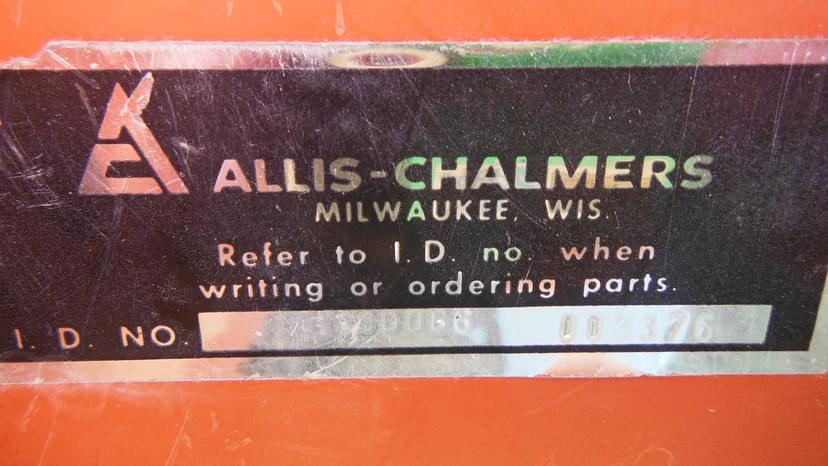 ALLIS-CHALMERS
MILWAUKEE, WIS.
Refer to I.D. no. when
writing or ordering parts.
I. D. NO.